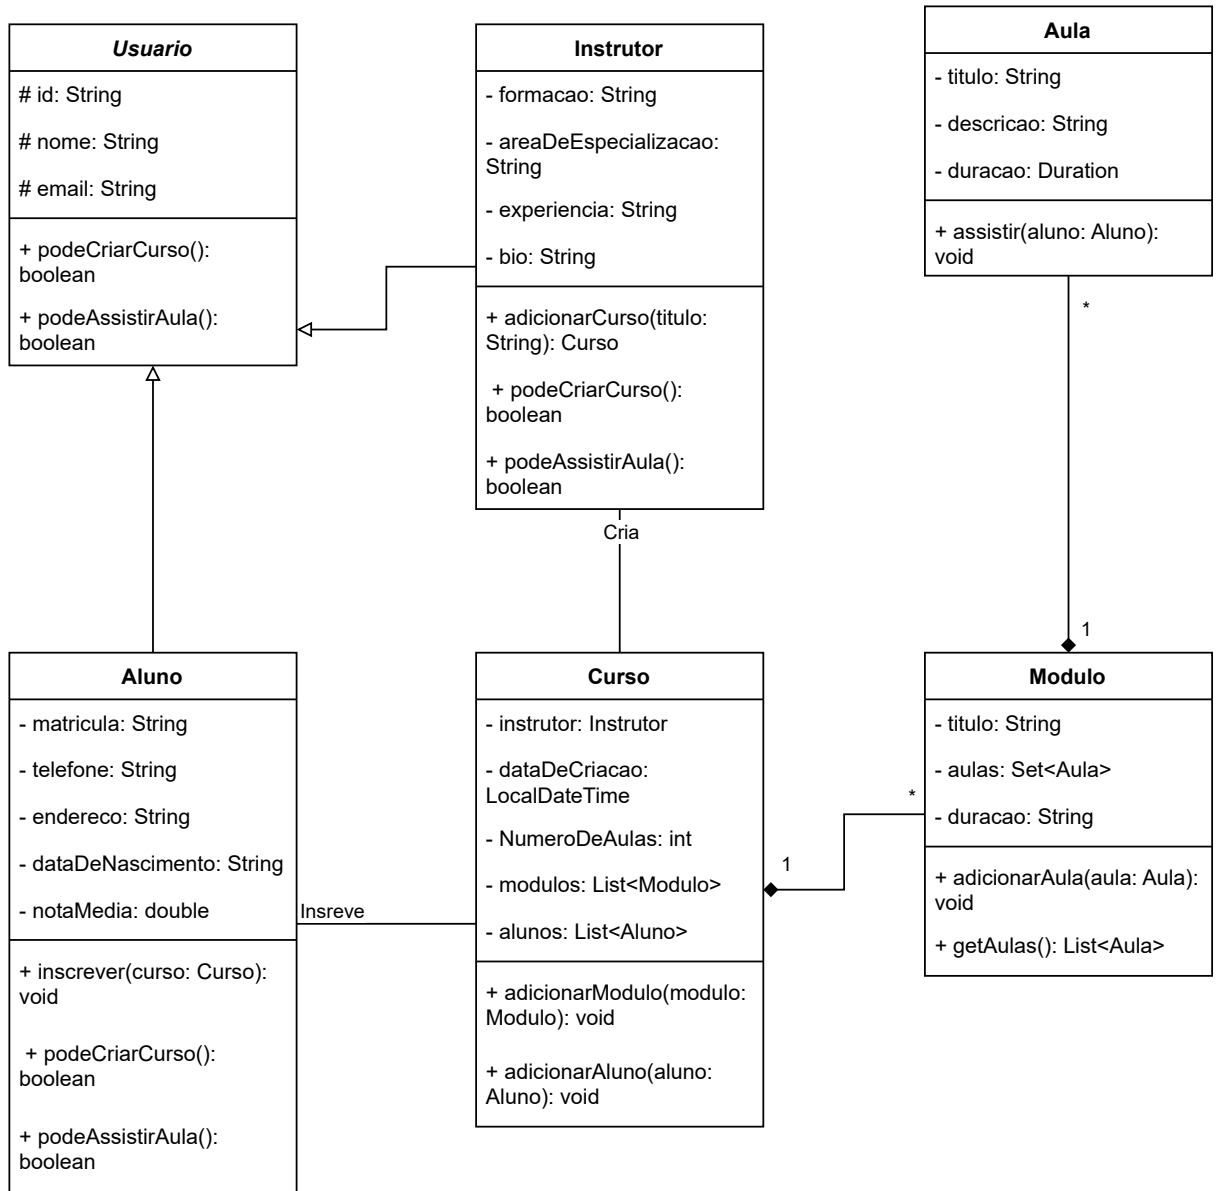 Usuario
# id: String
# nome: String
# email: String
+ podeCriarCurso():
boolean
+ podeAssistirAula():
boolean
Instrutor
- formacao: String
- areaDeEspecializacao:
String
- experiencia: String
- bio: String
+ adicionarCurso(titulo:
String): Curso
+ podeCriarCurso():
boolean
+ podeAssistirAula():
boolean
Aula
- titulo: String
- descricao: String
- duracao: Duration
+ assistir(aluno: Aluno):
void
*
Cria
1
Aluno
- matricula: String
- telefone: String
- endereco: String
- dataDeNascimento: String
- notaMedia: double
+ inscrever(curso: Curso):
void
+ podeCriarCurso():
boolean
+ podeAssistirAula():
boolean
Insreve
Curso
- instrutor: Instrutor
- dataDeCriacao:
LocalDateTime
- NumeroDeAulas: int
- modulos: List<Modulo>
- alunos: List<Aluno>
+ adicionarModulo(modulo:
Modulo): void
+ adicionarAluno(aluno:
Aluno): void
1
*
Modulo
- titulo: String
- aulas: Set<Aula>
- duracao: String
+ adicionarAula(aula: Aula):
void
+ getAulas(): List<Aula>